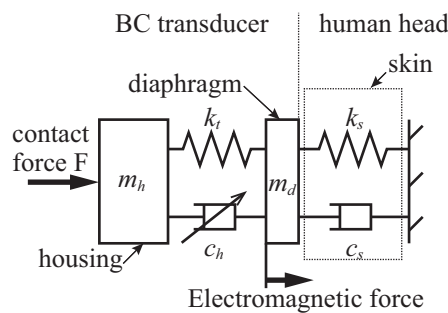 BC transducer
human head
diaphragm
skin
contact
force F
k_t
k_s
m_h
m_d
housing
c_h
c_s
Electromagnetic force